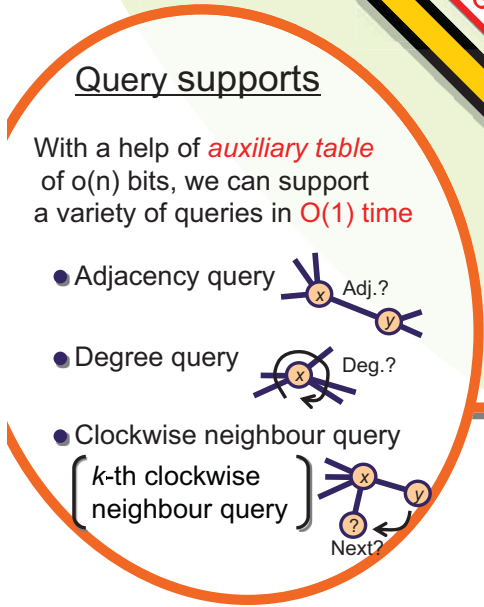 Query supports
With a help of auxiliary table
of o(n) bits, we can support
a variety of queries in O(1) time
• Adjacency query
x
Adj.?
y
• Degree query
x
Deg.?
• Clockwise neighbour query
k-th clockwise
neighbour query
x
y
?
Next?